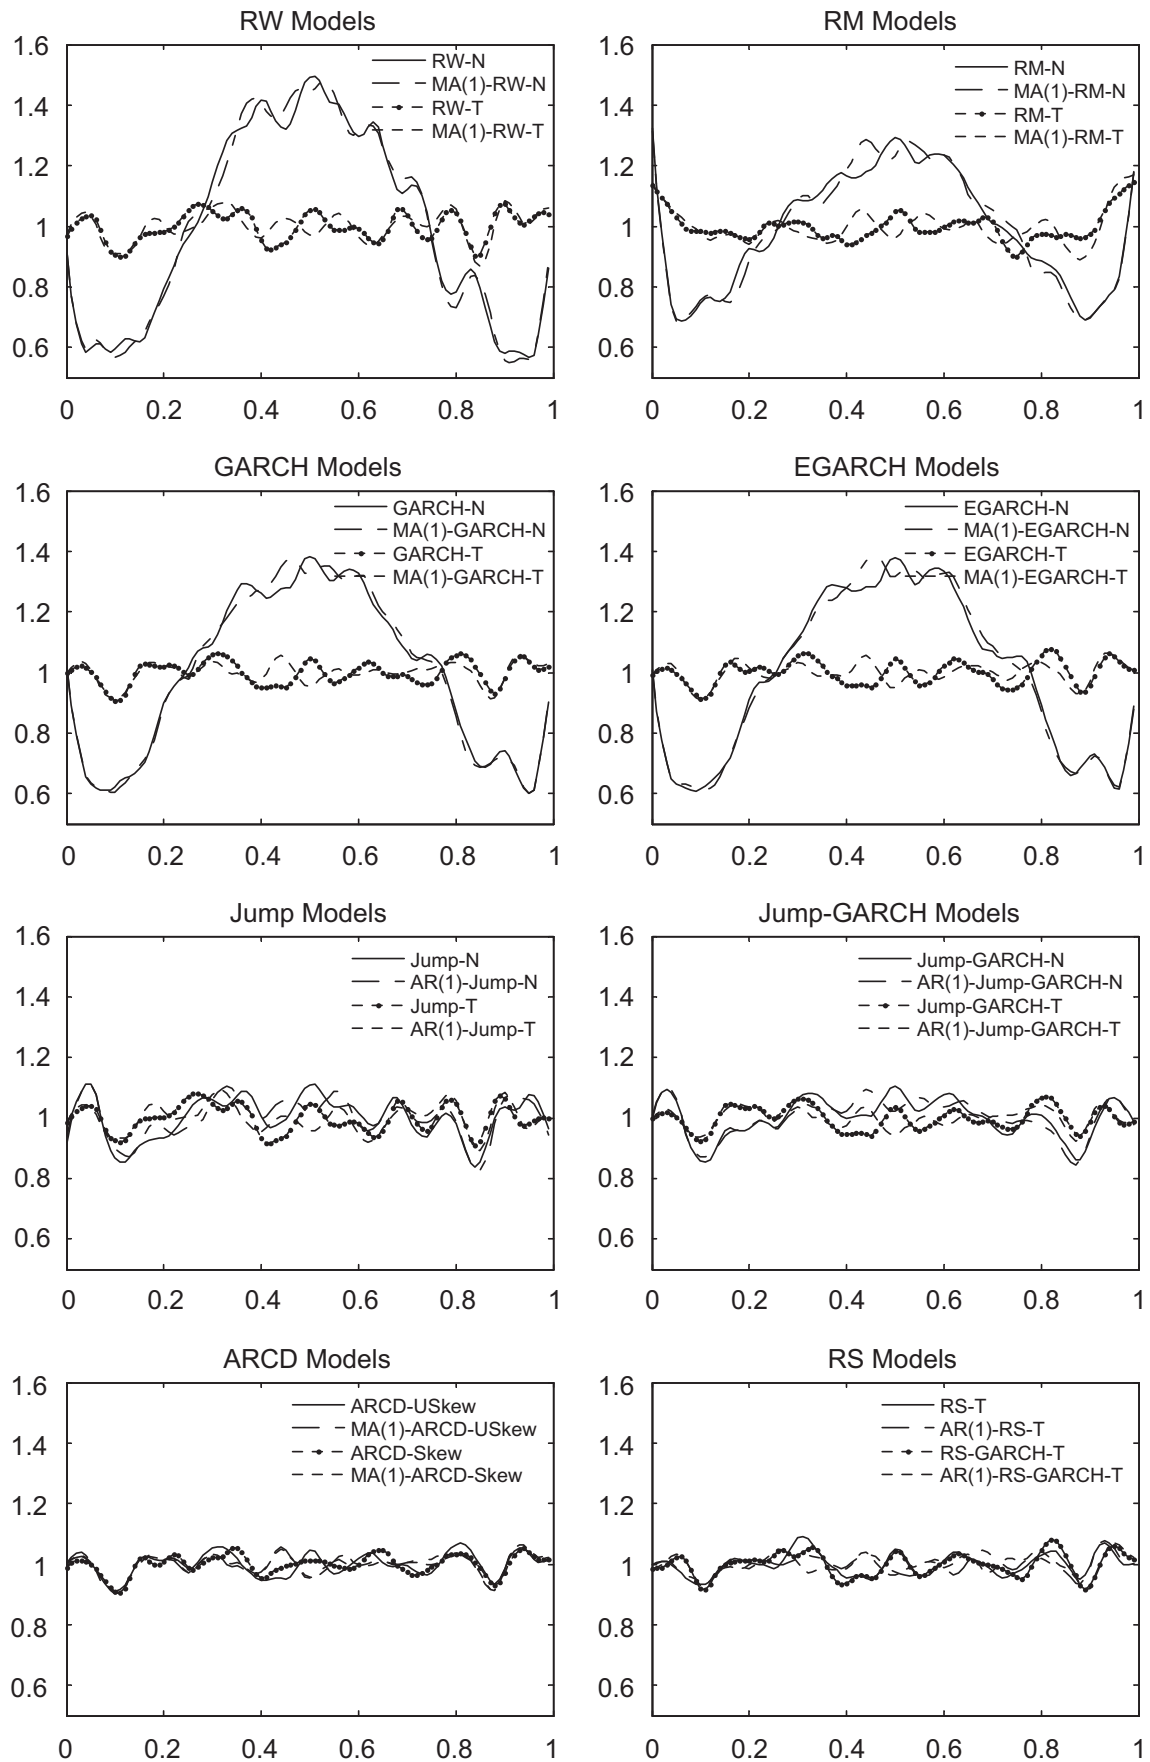 RW Models
1.6
1.4
1.2
1
0.8
0.6
0 0.2 0.4 0.6 0.8 1
RW-N
MA(1)-RW-N
RW-T
MA(1)-RW-T
RM Models
1.6
1.4
1.2
1
0.8
0.6
0 0.2 0.4 0.6 0.8 1
RM-N
MA(1)-RM-N
RM-T
MA(1)-RM-T
GARCH Models
1.6
1.4
1.2
1
0.8
0.6
0 0.2 0.4 0.6 0.8 1
GARCH-N
MA(1)-GARCH-N
GARCH-T
MA(1)-GARCH-T
EGARCH Models
1.6
1.4
1.2
1
0.8
0.6
0 0.2 0.4 0.6 0.8 1
EGARCH-N
MA(1)-EGARCH-N
EGARCH-T
MA(1)-EGARCH-T
Jump Models
1.6
1.4
1.2
1
0.8
0.6
0 0.2 0.4 0.6 0.8 1
Jump-N
AR(1)-Jump-N
Jump-T
AR(1)-Jump-T
Jump-GARCH Models
1.6
1.4
1.2
1
0.8
0.6
0 0.2 0.4 0.6 0.8 1
Jump-GARCH-N
AR(1)-Jump-GARCH-N
Jump-GARCH-T
AR(1)-Jump-GARCH-T
ARCD Models
1.6
1.4
1.2
1
0.8
0.6
0 0.2 0.4 0.6 0.8 1
ARCD-USkew
MA(1)-ARCD-USkew
ARCD-Skew
MA(1)-ARCD-Skew
RS Models
1.6
1.4
1.2
1
0.8
0.6
0 0.2 0.4 0.6 0.8 1
RS-T
AR(1)-RS-T
RS-GARCH-T
AR(1)-RS-GARCH-T